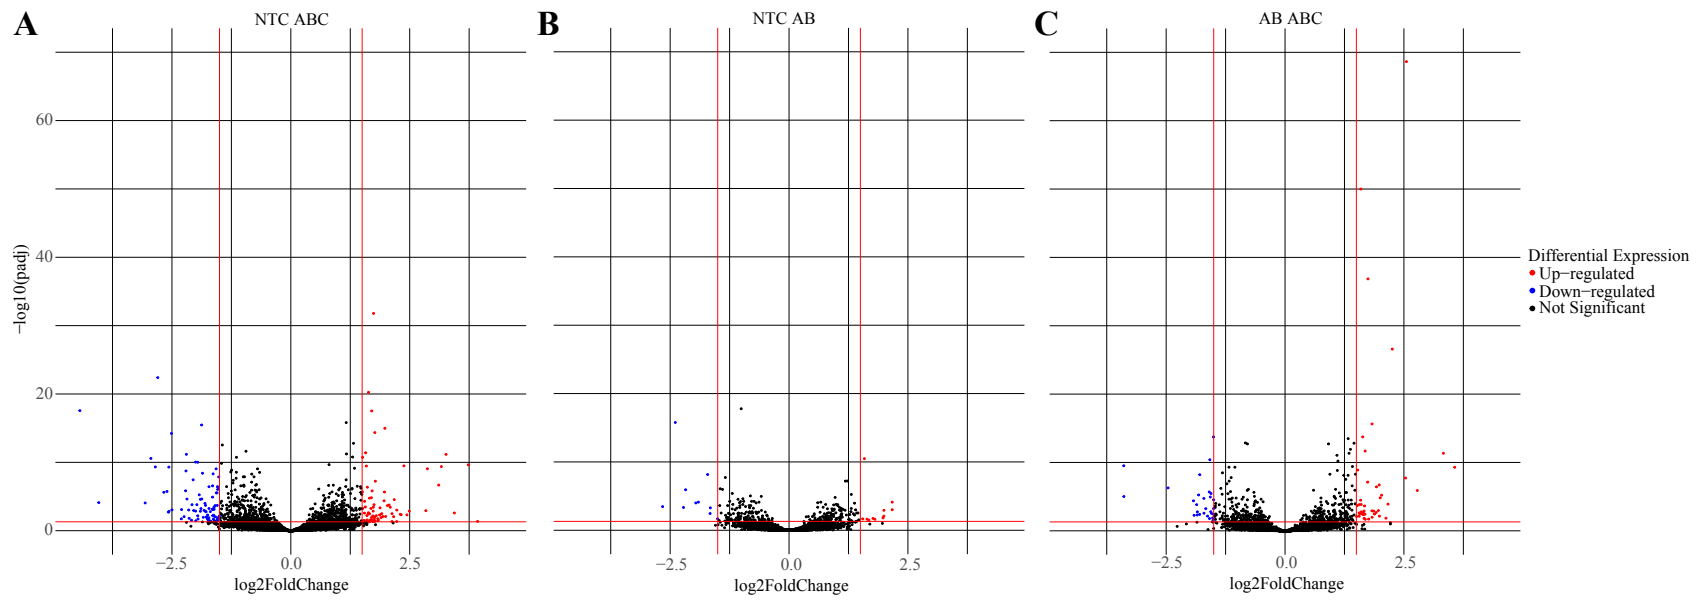 A
NTC ABC
B
NTC AB
C
AB ABC
60
40
20
0
−log10(padj)
−2.5
0.0
2.5
log2FoldChange
−2.5
0.0
2.5
log2FoldChange
−2.5
0.0
2.5
log2FoldChange
Differential Expression
Up−regulated
Down−regulated
Not Significant